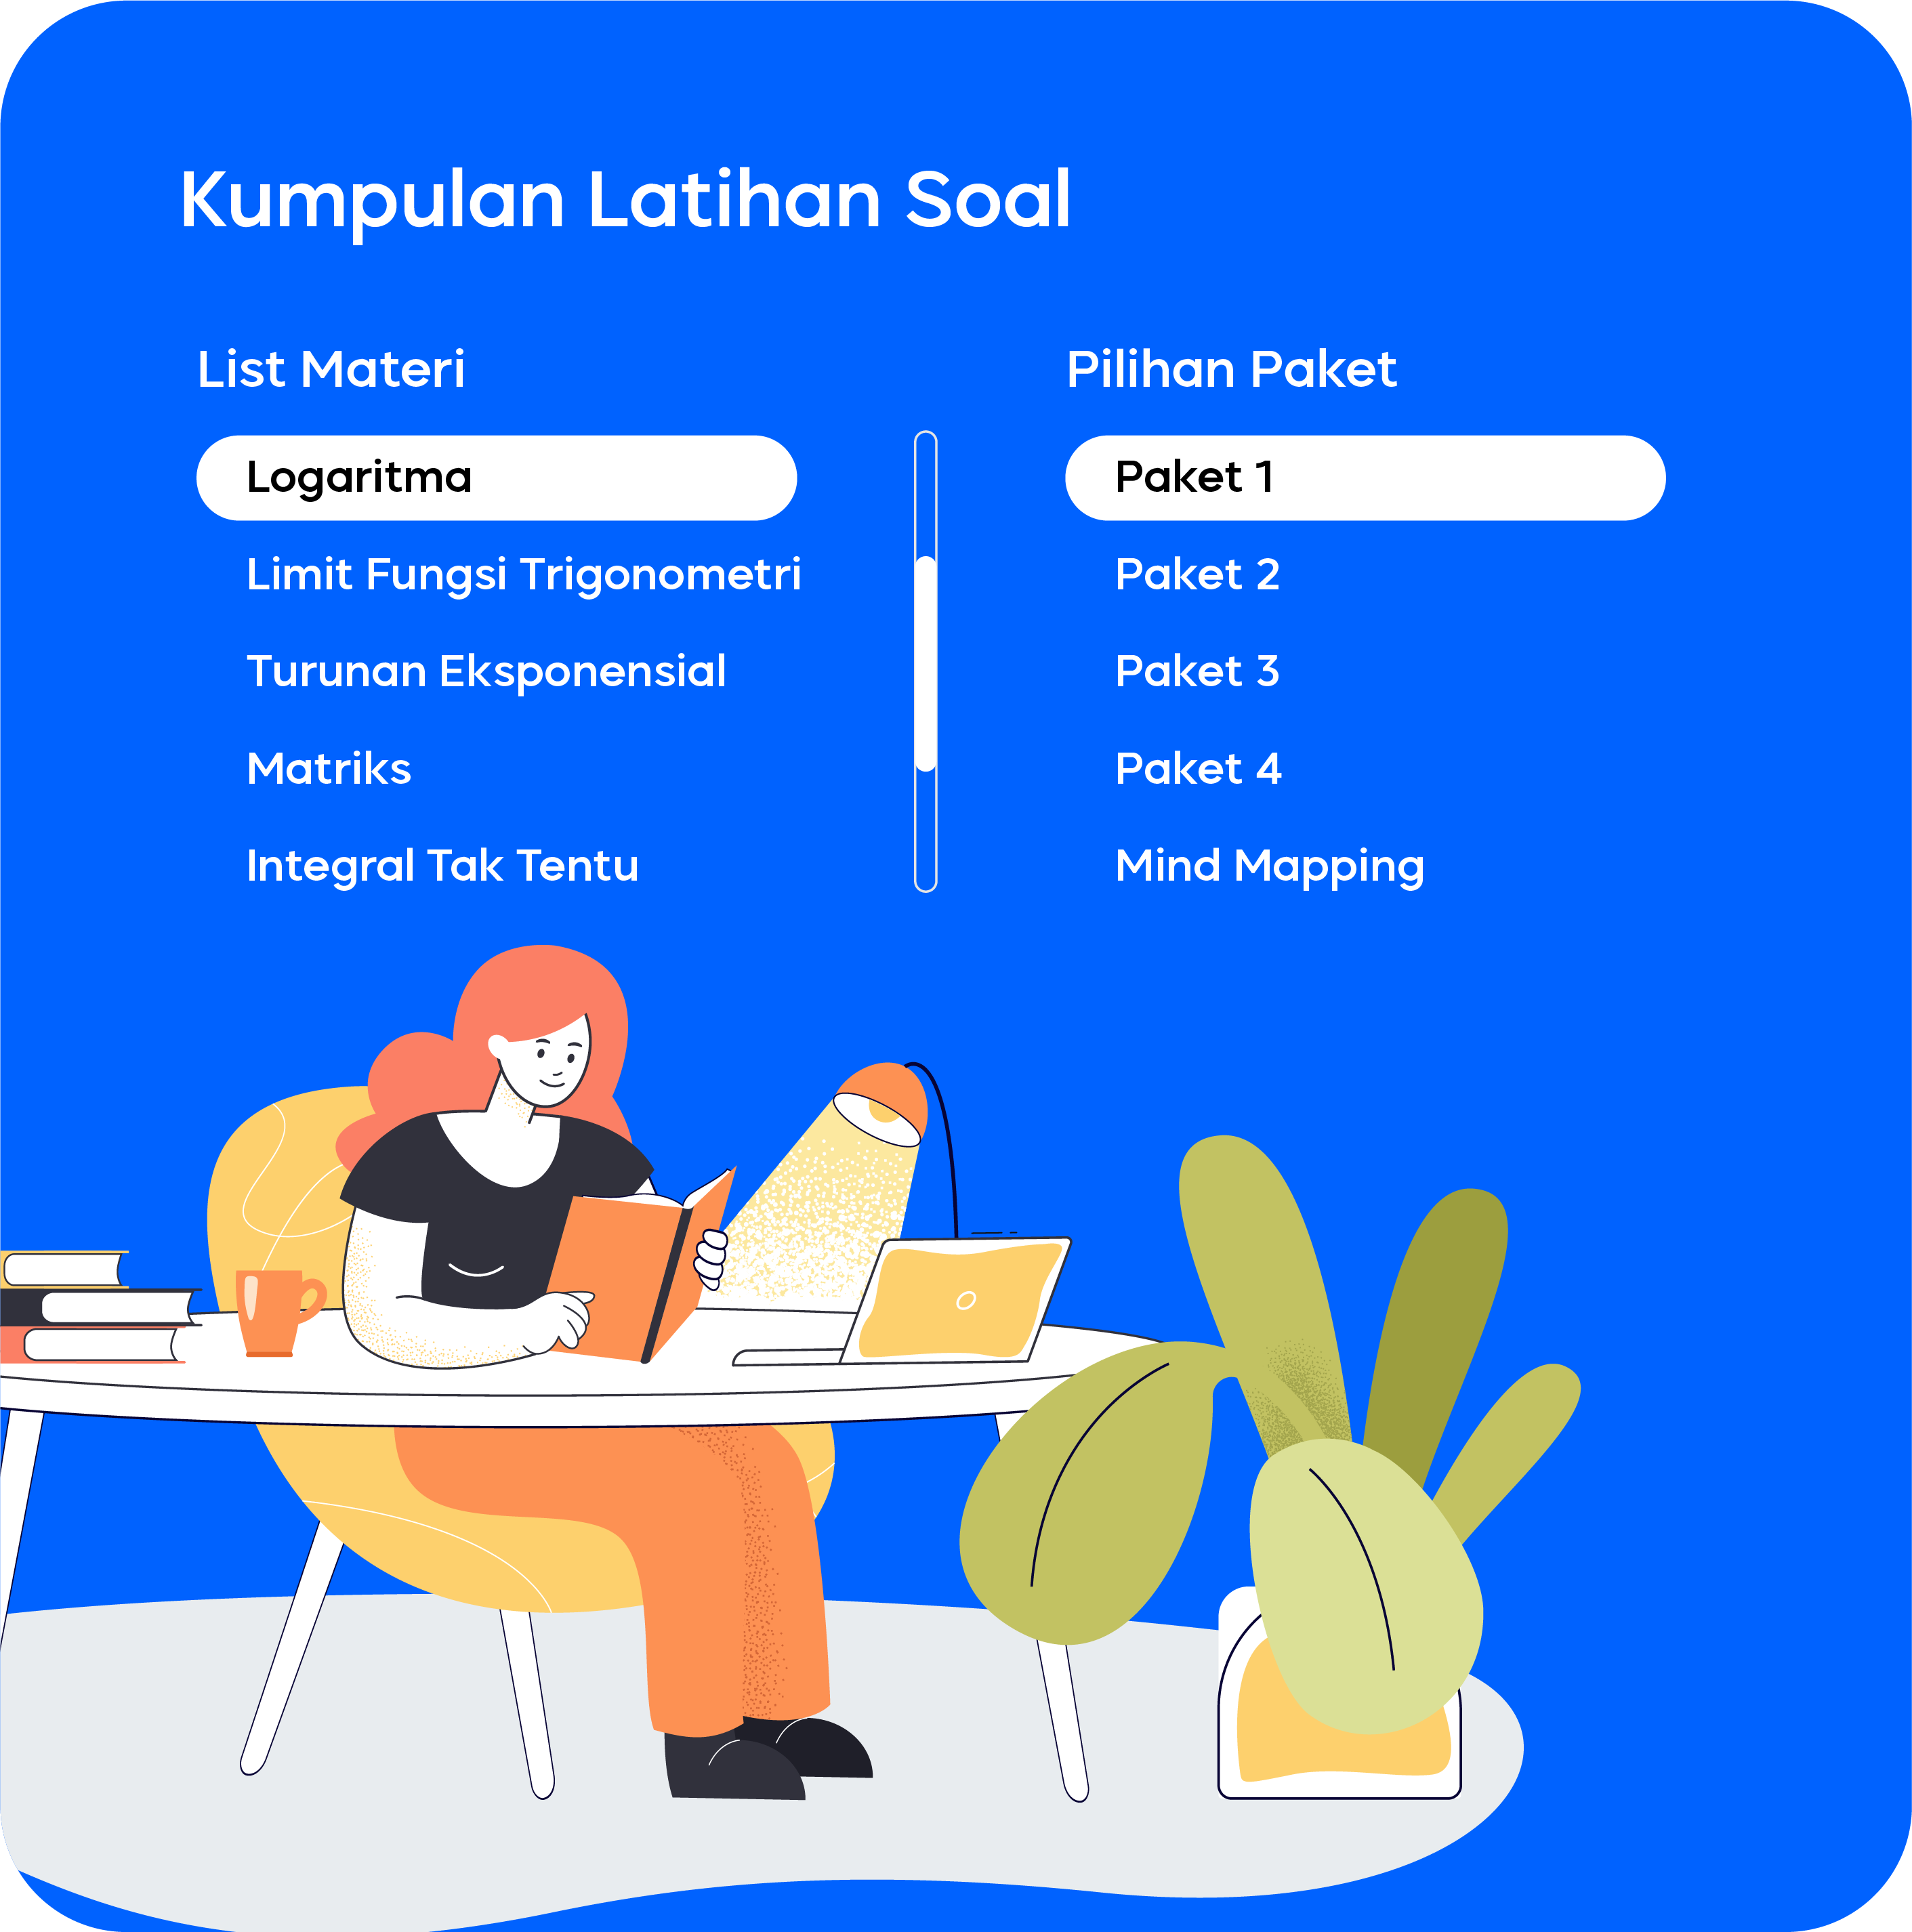 Kumpulan Latihan Soal
List Materi
Logaritma
Limit Fungsi Trigonometri
Turunan Eksponensial
Matriks
Integral Tak Tentu
Pilihan Paket
Paket 1
Paket 2
Paket 3
Paket 4
Mind Mapping